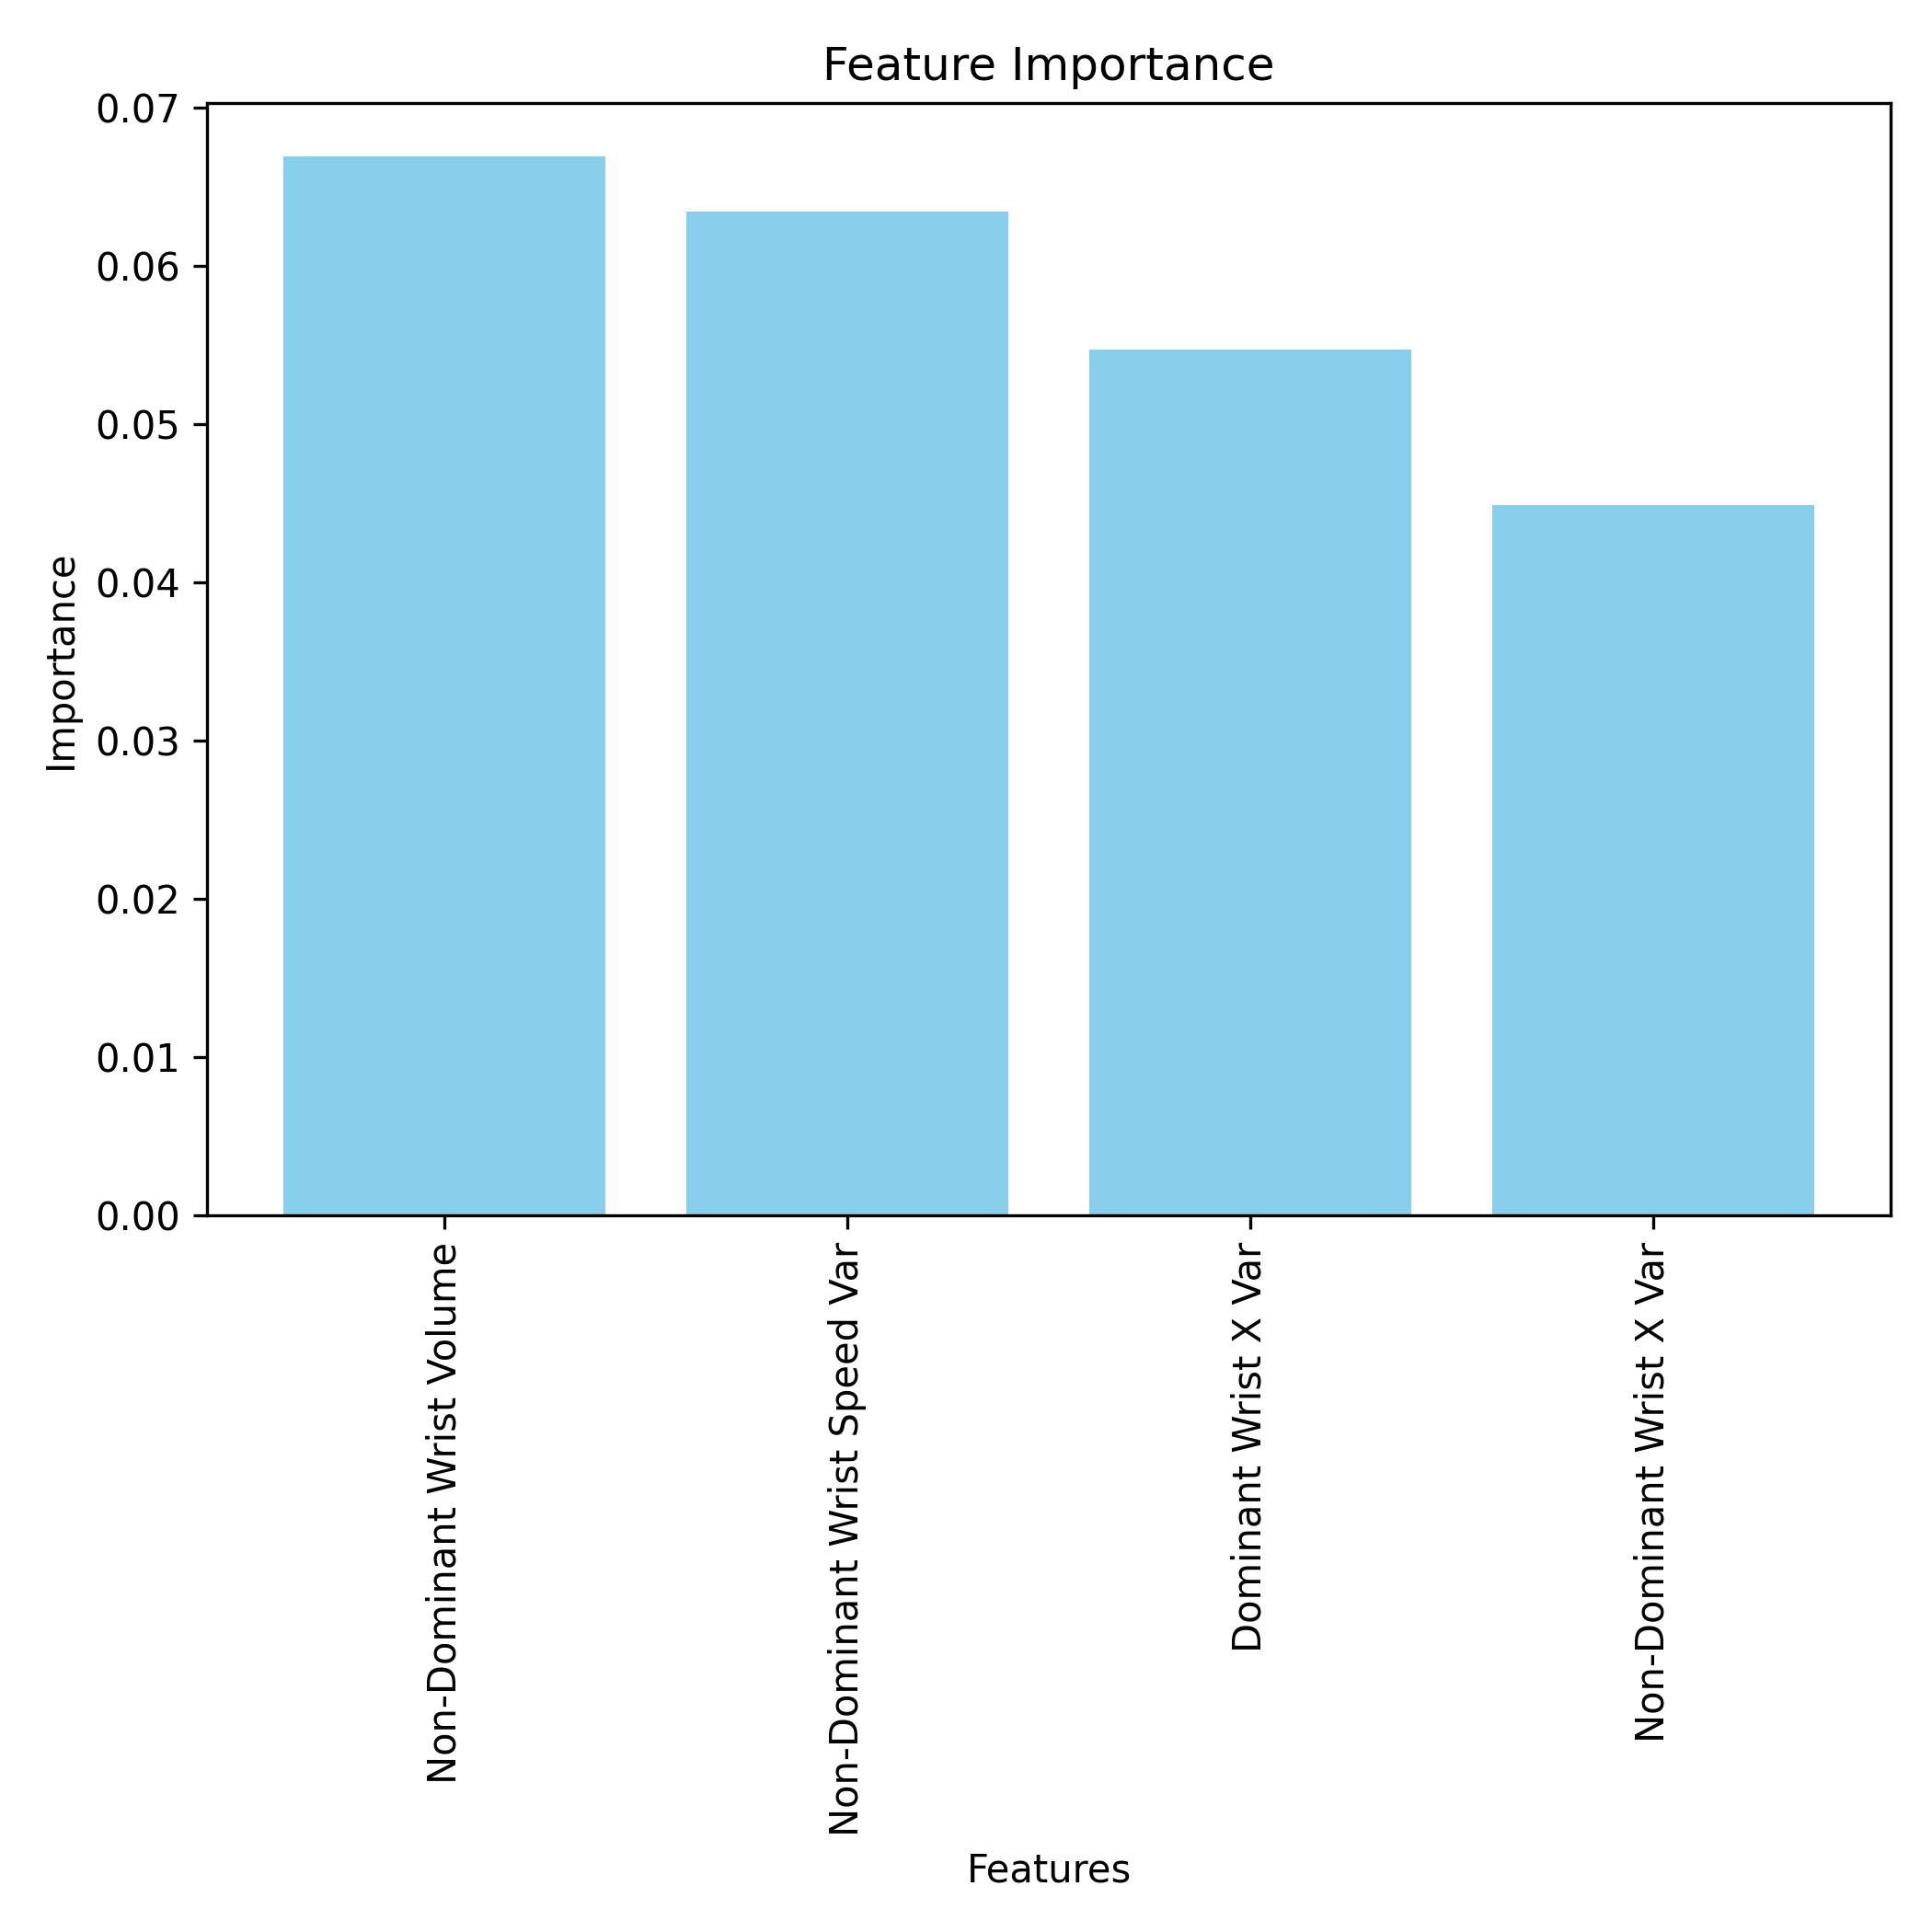 Feature Importance
0.07
0.06
0.05
0.04
0.03
0.02
0.01
0.00
Importance
Non-Dominant Wrist Volume
Non-Dominant Wrist Speed Var
Dominant Wrist X Var
Non-Dominant Wrist X Var
Features